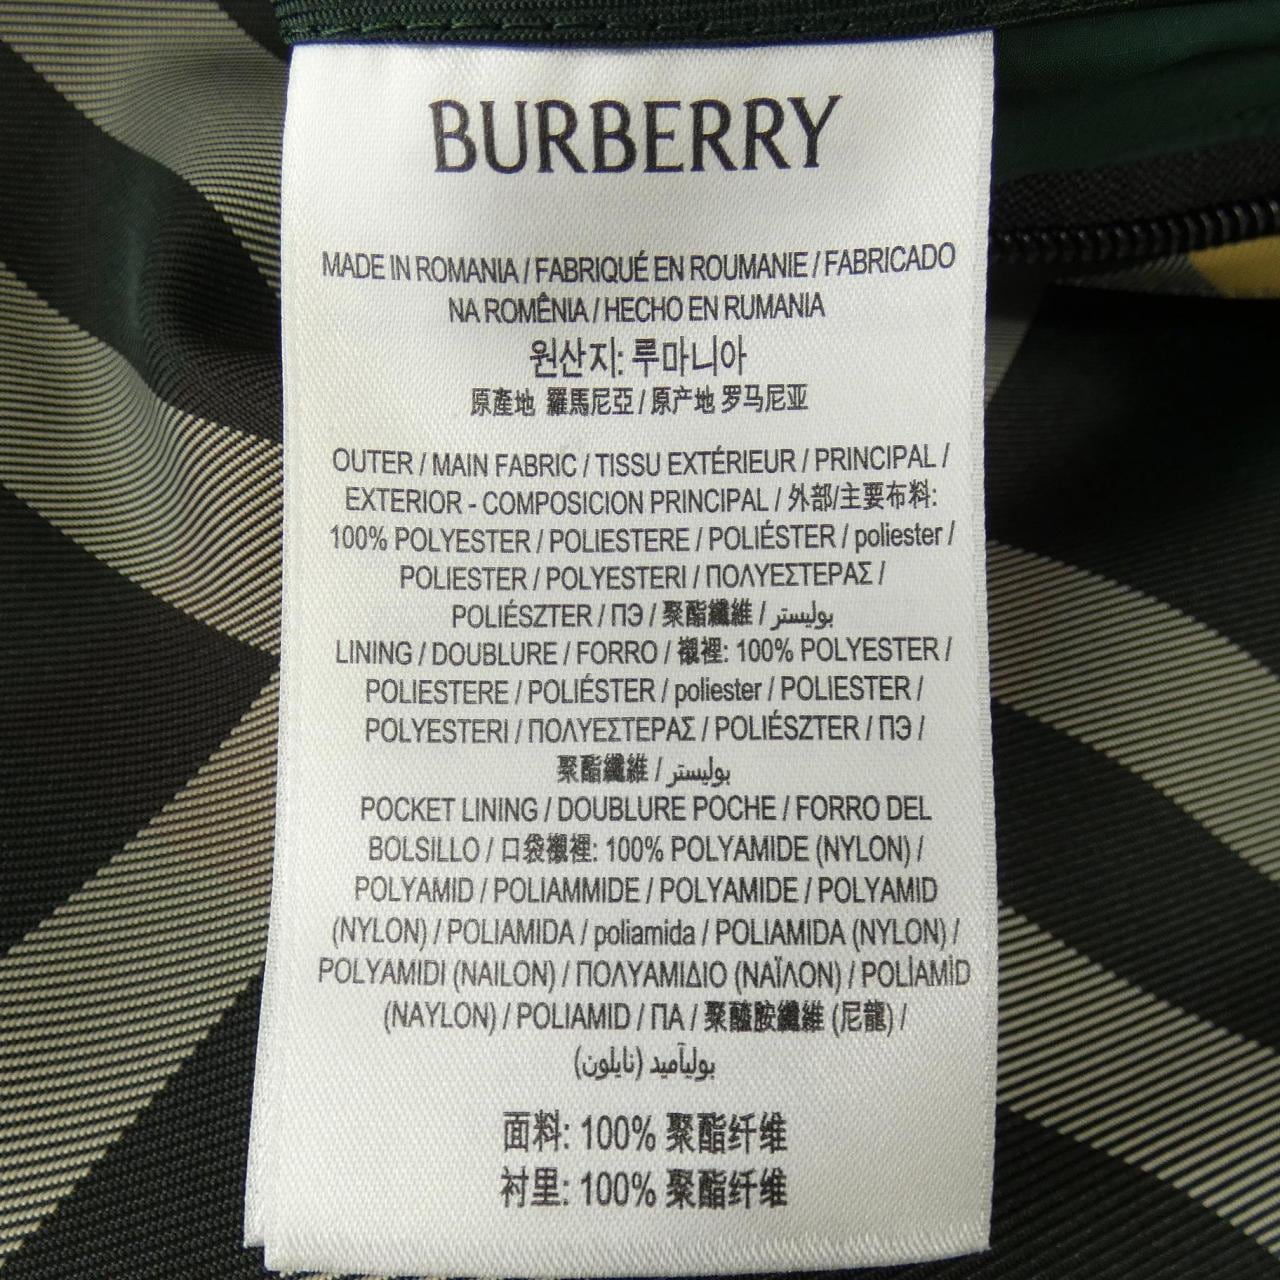 BURBERRY
MADE IN ROMANIA / FABRIQUÉ EN ROUMANIE / FABRICADO
NA ROMÊNIA / HECHO EN RUMANIA
원산지: 루마니아
原產地 羅馬尼亞 / 原产地 罗马尼亚
OUTER / MAIN FABRIC / TISSU EXTÉRIEUR / PRINCIPAL /
EXTERIOR - COMPOSICION PRINCIPAL / 外部/主要布料:
100% POLYESTER / POLIESTERE / POLIÉSTER / poliester /
POLIESTER / POLYESTERI / ΠΟΛΥΕΣΤΕΡΑΣ /
POLIÉSZTER / ПЭ / 聚酯纖維 / بوليستر
LINING / DOUBLURE / FORRO / 襯裡: 100% POLYESTER /
POLIESTERE / POLIÉSTER / poliester / POLIESTER /
POLYESTERI / ΠΟΛΥΕΣΤΕΡΑΣ / POLIÉSZTER / ПЭ /
聚酯纖維 / بوليستر
POCKET LINING / DOUBLURE POCHE / FORRO DEL
BOLSILLO / 口袋襯裡: 100% POLYAMIDE (NYLON) /
POLYAMID / POLIAMMIDE / POLYAMIDE / POLYAMID
(NYLON) / POLIAMIDA / poliamida / POLIAMIDA (NYLON) /
POLYAMIDI (NAILON) / ΠΟΛΥΑΜΙΔΙΟ (ΝΑΪΛΟΝ) / POLİAMİD
(NAYLON) / POLIAMID / ПА / 聚醯胺纖維 (尼龍) /
بوليآميد (نايلون)
面料: 100% 聚酯纤维
衬里: 100% 聚酯纤维